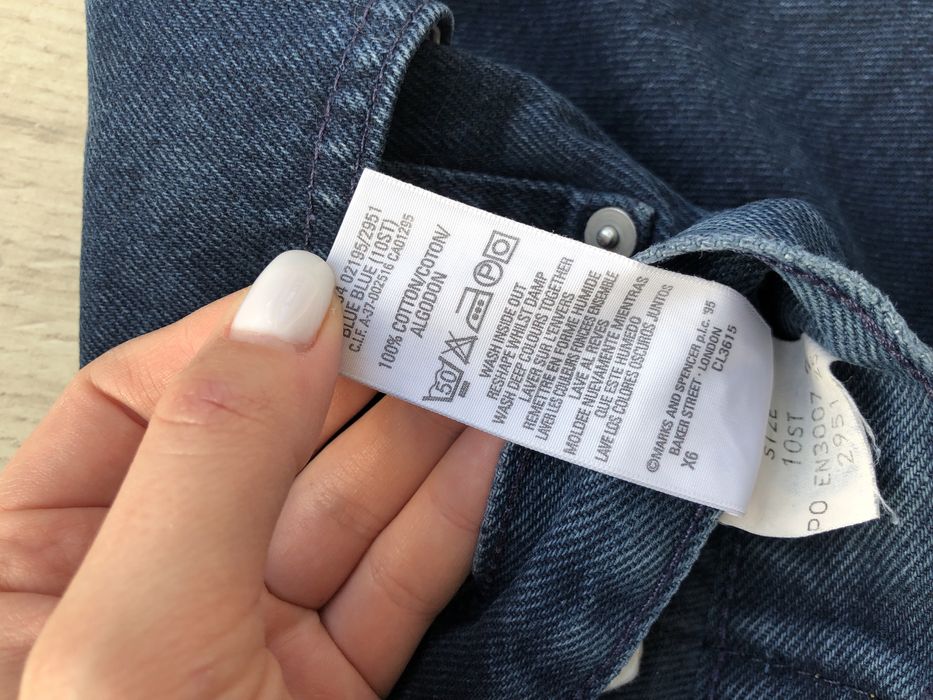 02195/2951
BLUE BLUE (10ST)
C.I.F. A-37-002516 CA01295
100% COTTON/COTON/
ALGODON
50
P
WASH INSIDE OUT
RESHAPE WHILST DAMP
WASH DEEP COLOURS TOGETHER
LAVER SUR L'ENVERS
REMETTRE EN FORME HUMIDE
LAVER LES COULEURS FONCEE ENSEMBLE
LAVE AL REVES
MOLDEE NUEVAMENTE MIENTRAS
QUE ESTE HUMEDO
LAVE LOS COLORES OSCUROS JUNTOS
©MARKS AND SPENCER p.l.c. '95
BAKER STREET · LONDON
X6 CL3615
SIZE
10ST
PO EN3007
2951